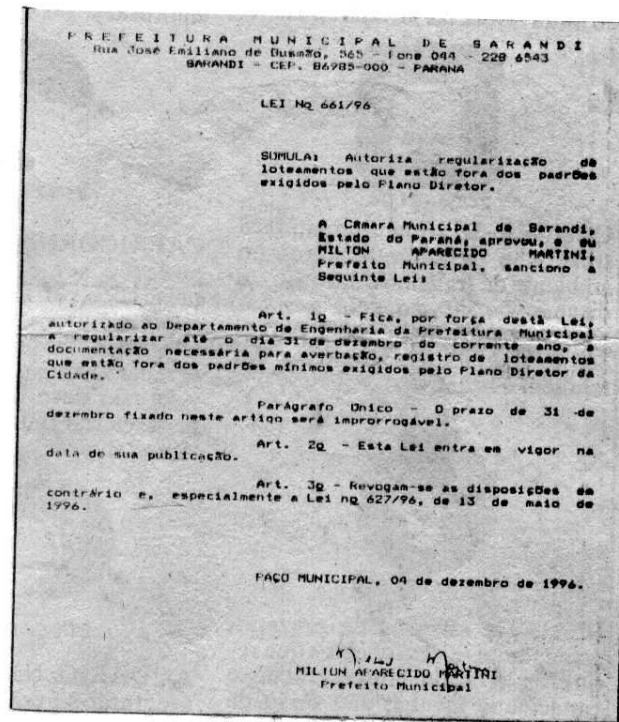 PREFEITURA MUNICIPAL DE SARANDI
Rua José Emiliano de Gusmão, 565 - Fone 044 - 228 6543
SARANDI - CEP. 86985-000 - PARANA
LEI No 661/96
SÚMULA: Autoriza regularização de
loteamentos que estão fora dos padrões
exigidos pelo Plano Diretor.
A Câmara Municipal de Sarandi,
Estado do Paraná, aprovou, e eu
MILTON APARECIDO MARTINI,
Prefeito Municipal, sanciono a
Seguinte Lei:
Art. 1o - Fica, por força destá Lei,
autorizado ao Departamento de Engenharia da Prefeitura Municipal
a regularizar até o dia 31 de dezembro do corrente ano, a
documentação necessária para averbação, registro de loteamentos
que estão fora dos padrões mínimos exigidos pelo Plano Diretor da
Cidade.
Parágrafo Único - O prazo de 31 de
dezembro fixado neste artigo será improrrogável.
Art. 2o - Esta Lei entra em vigor na
data de sua publicação.
Art. 3o - Revogam-se as disposições em
contrário e, especialmente a Lei no 627/96, de 13 de maio de
1996.
PAÇO MUNICIPAL, 04 de dezembro de 1996.
MILTON APARECIDO MARTINI
Prefeito Municipal